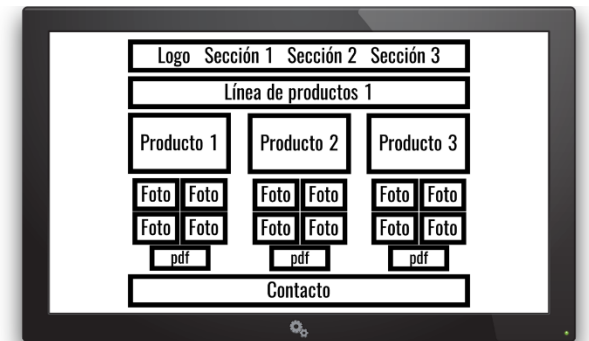 Logo Sección 1 Sección 2 Sección 3
Línea de productos 1
Producto 1 Producto 2 Producto 3
Foto Foto Foto Foto Foto Foto
Foto Foto Foto Foto Foto Foto
pdf pdf pdf
Contacto